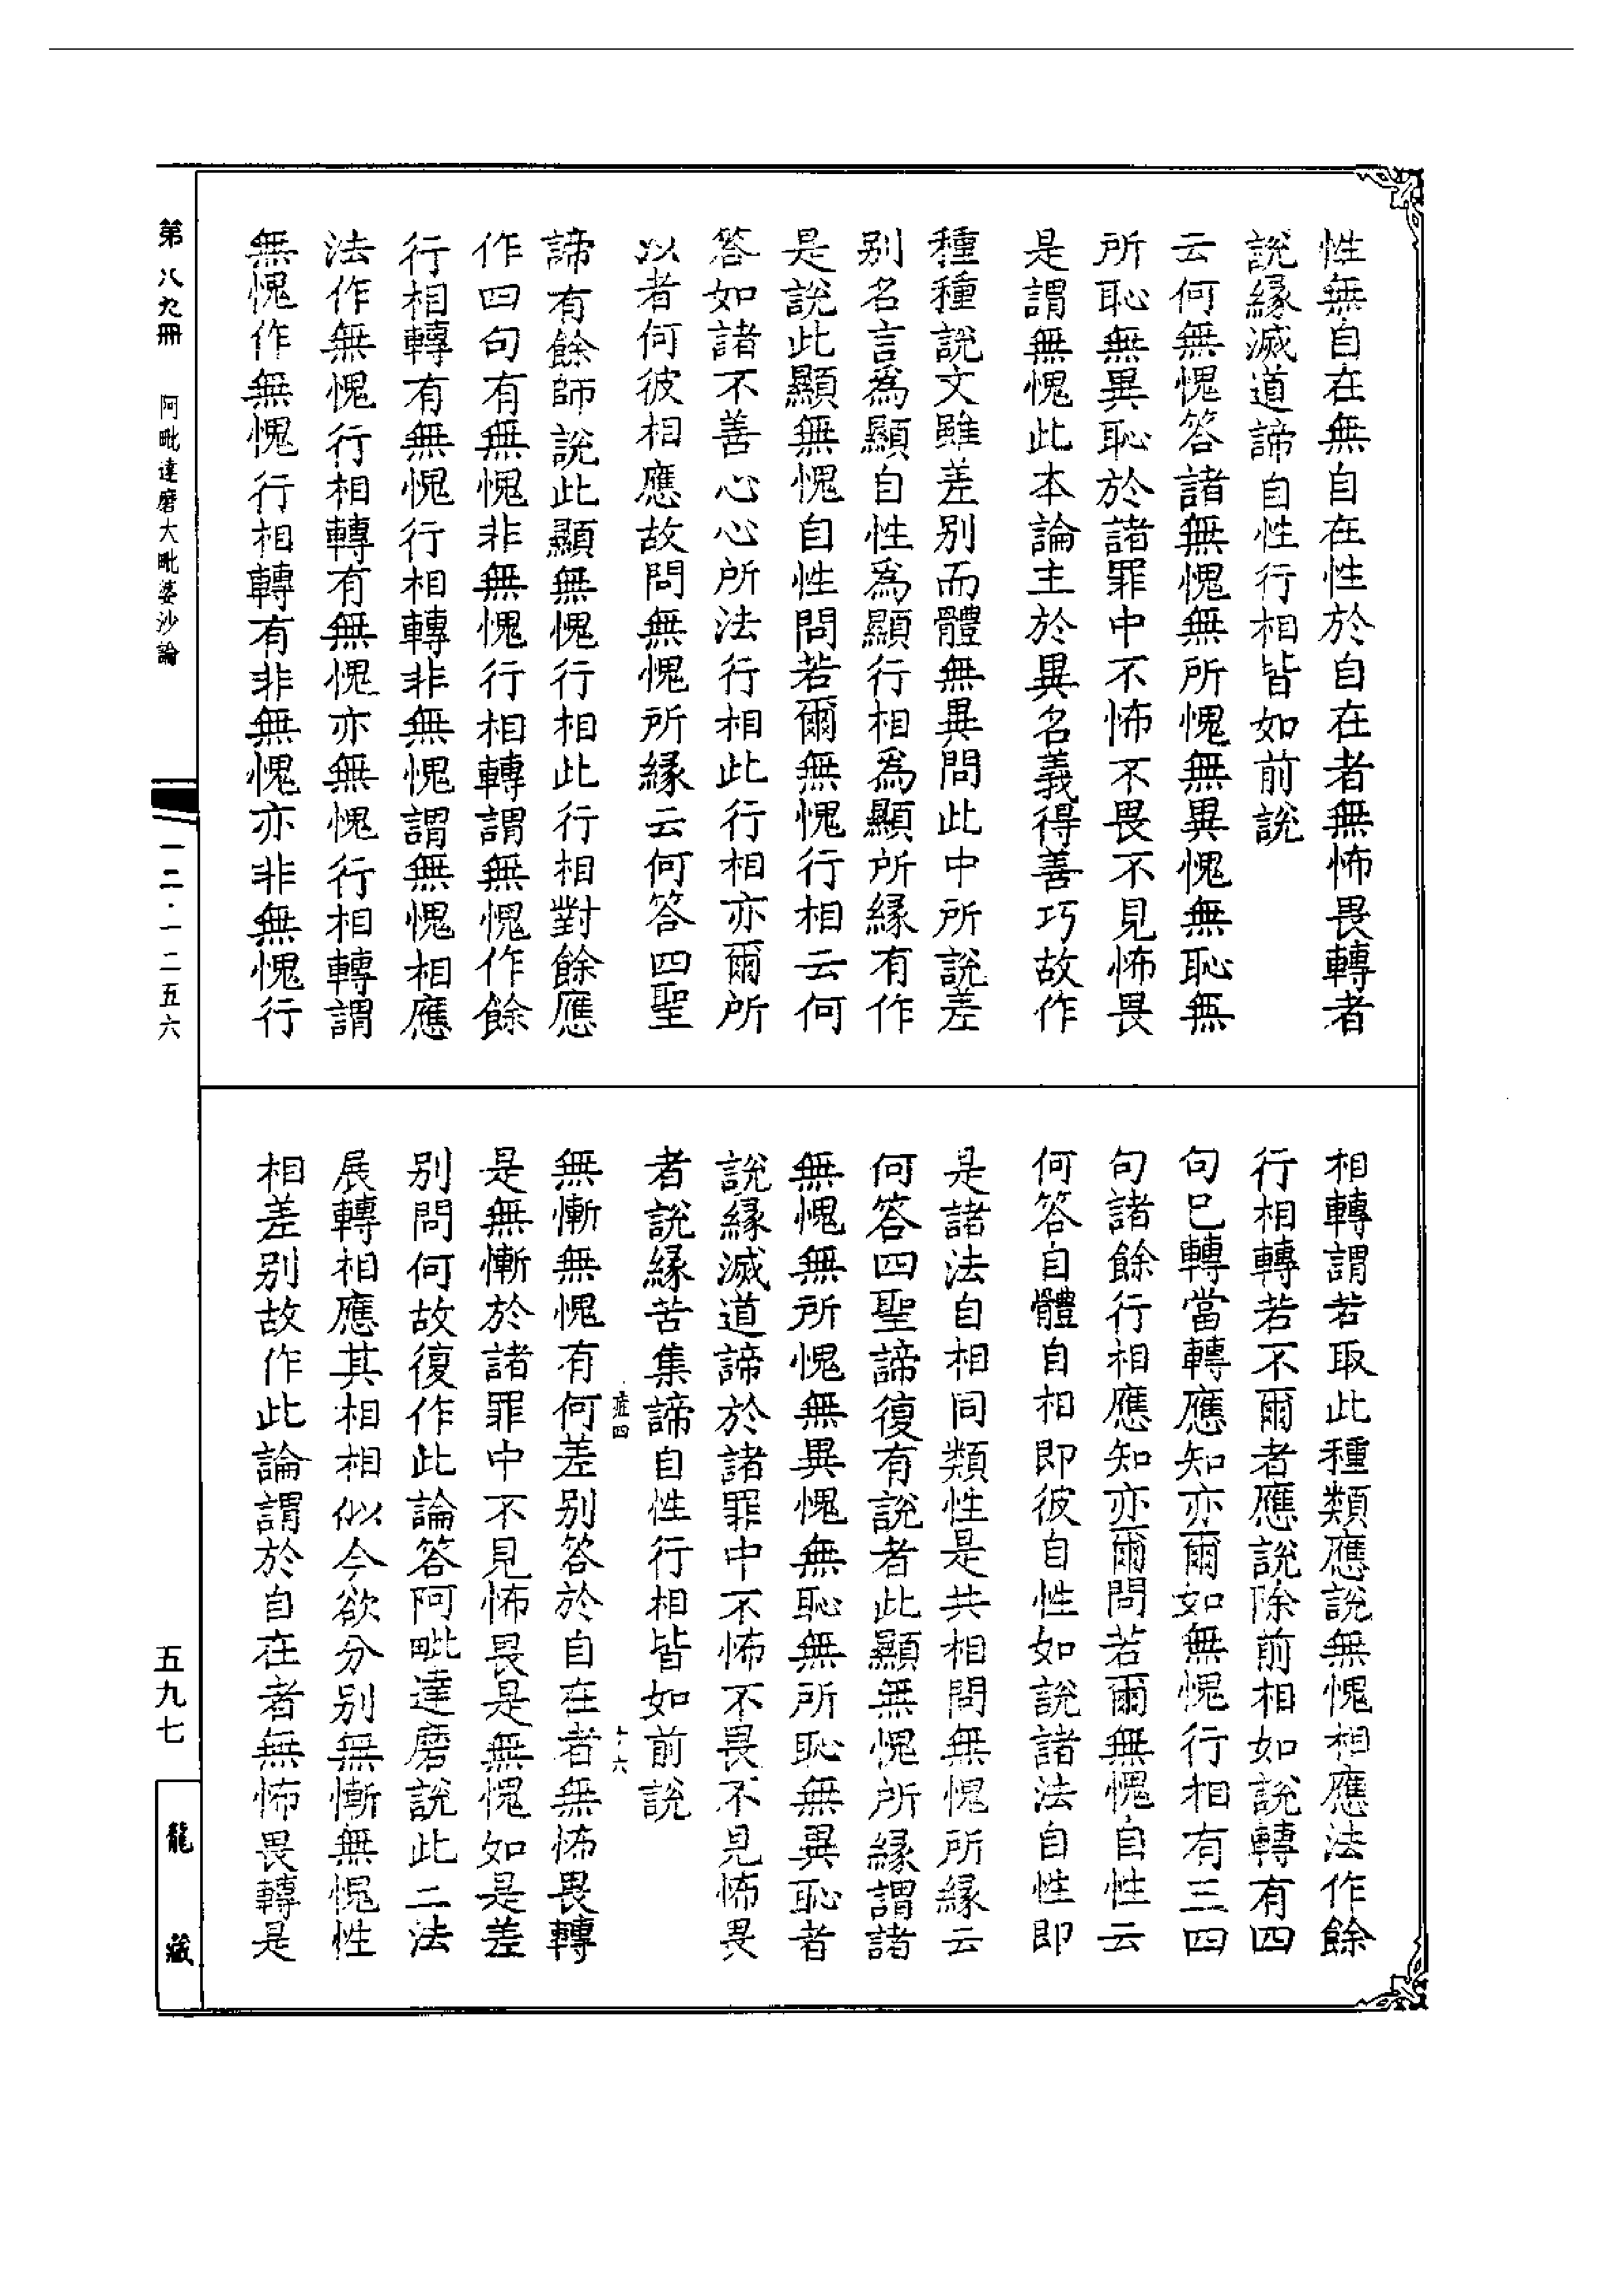 性無自在無自在性於自在者無怖畏轉者
説緣滅道諦自性行相皆如前説
云何無愧答諸無愧無所愧無異愧無恥無
所恥無異恥於諸罪中不怖不畏不見怖畏
是謂無愧此本論主於異名義得善巧故作
種種説文雖差别而體無異問此中所説差
别名言爲顯自性爲顯行相爲顯所緣有作
是説此顯無愧自性問若爾無愧行相云何
答如諸不善心心所法行相此行相亦爾所
以者何彼相應故問無愧所緣云何答四聖
諦有餘師説此顯無愧行相此行相對餘應
作四句有無愧非無愧行相轉謂無愧作餘
行相轉有無愧行相轉非無愧謂無愧相應
法作無愧行相轉有無愧亦無愧行相轉謂
無愧作無愧行相轉有非無愧亦非無愧行
相轉謂若取此種類應説無愧相應法作餘
行相轉若不爾者應説除前相如説轉有四
句已轉當轉應知亦爾如無愧行相有三四
句諸餘行相應知亦爾問若爾無愧自性云
何答自體自相即彼自性如説諸法自性即
是諸法自相同類性是共相問無愧所緣云
何答四聖諦復有説者此顯無愧所緣謂諸
無愧無所愧無異愧無恥無所恥無異恥者
説緣滅道諦於諸罪中不怖不畏不見怖畏
者説緣苦集諦自性行相皆如前説
無慚無愧有何差别答於自在者無怖畏轉
是無慚於諸罪中不見怖畏是無愧如是差
别問何故復作此論答阿毗達磨説此二法
展轉相應其相相似今欲分别無慚無愧性
相差别故作此論謂於自在者無怖畏轉是
十六
第八九冊
阿毗達磨大毗婆沙論
一二·一二五六
五九七
龍藏